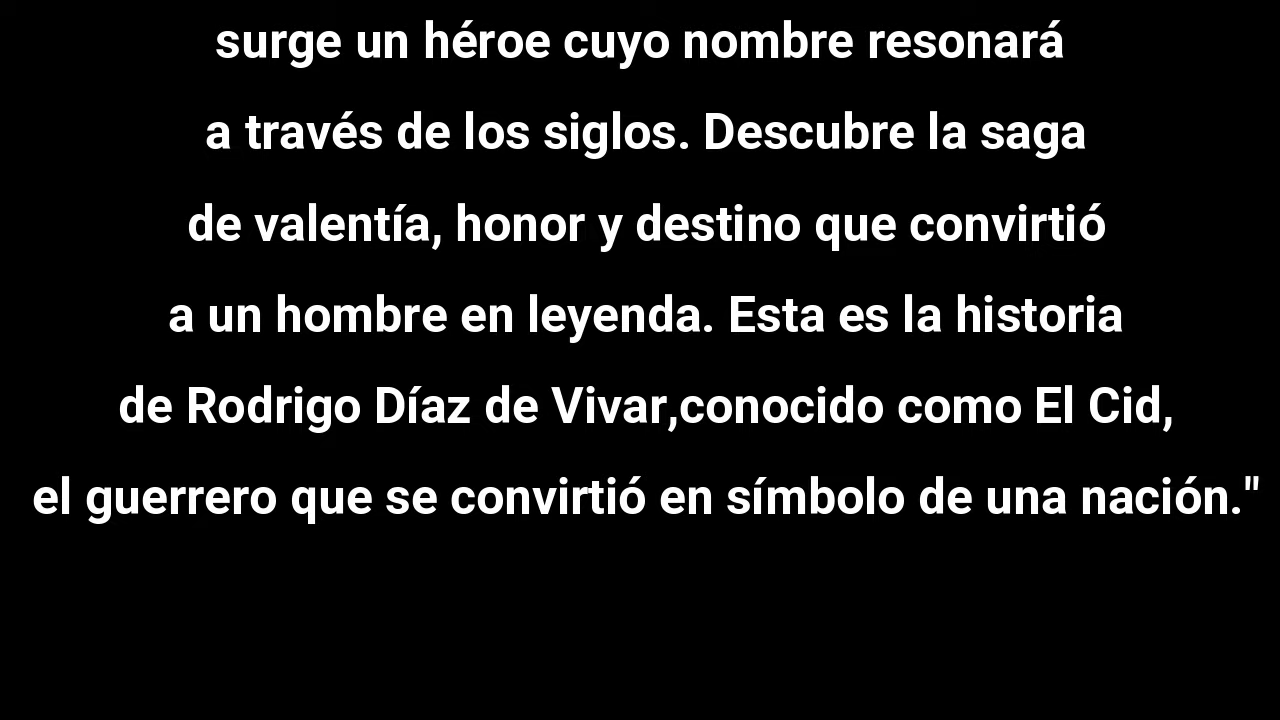 surge un héroe cuyo nombre resonará
a través de los siglos. Descubre la saga
de valentía, honor y destino que convirtió
a un hombre en leyenda. Esta es la historia
de Rodrigo Díaz de Vivar,conocido como El Cid,
el guerrero que se convirtió en símbolo de una nación."